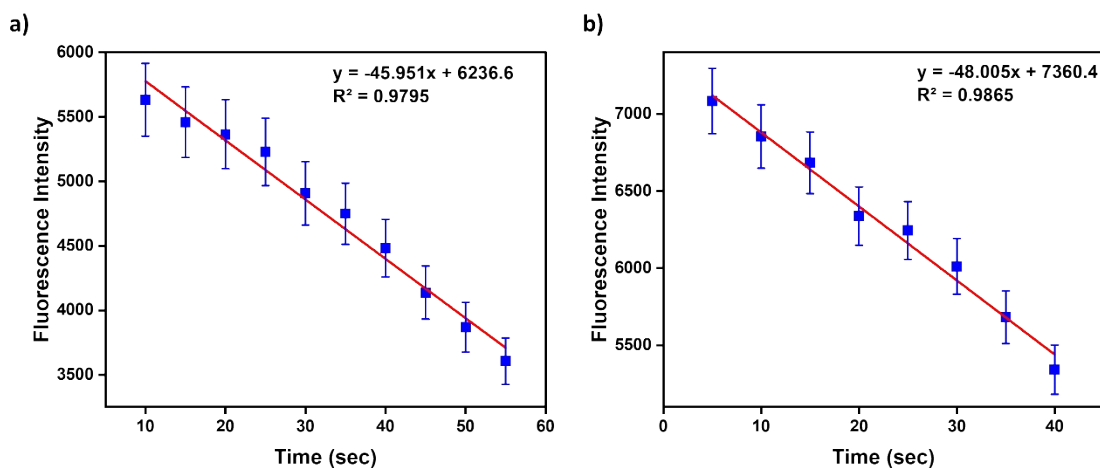 a)
y = -45.951x + 6236.6
R² = 0.9795
6000
5500
5000
4500
4000
3500
Fluorescence Intensity
10 20 30 40 50 60
Time (sec)
b)
y = -48.005x + 7360.4
R² = 0.9865
7000
6500
6000
5500
Fluorescence Intensity
0 10 20 30 40
Time (sec)